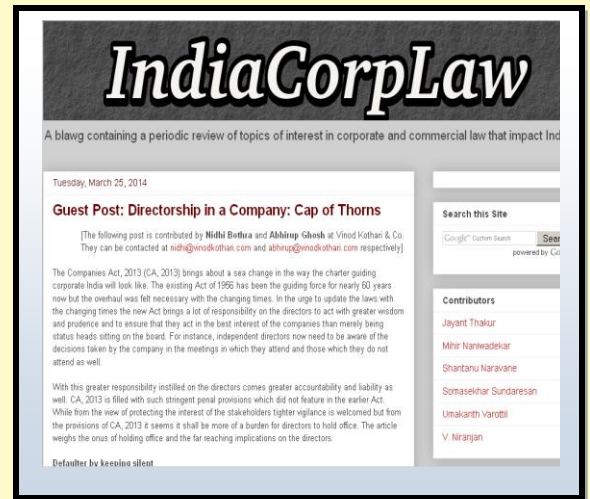 IndiaCorpLaw
A blawg containing a periodic review of topics of interest in corporate and commercial law that impact Ind
Tuesday, March 25, 2014
Guest Post: Directorship in a Company: Cap of Thorns
[The following post is contributed by Nidhi Bothra and Abhirup Ghosh at Vinod Kothari & Co.
They can be contacted at nidhi@vinodkothari.com and abhirup@vinodkothari.com respectively]
The Companies Act, 2013 (CA, 2013) brings about a sea change in the way the charter guiding
corporate India will look like. The existing Act of 1956 has been the guiding force for nearly 60 years
now but the overhaul was felt necessary with the changing times. In the urge to update the laws with
the changing times the new Act brings a lot of responsibility on the directors to act with greater wisdom
and prudence and to ensure that they act in the best interest of the companies than merely being
status heads sitting on the board. For instance, independent directors now need to be aware of the
decisions taken by the company in the meetings in which they attend and those which they do not
attend as well.
With this greater responsibility instilled on the directors comes greater accountability and liability as
well. CA, 2013 is filled with such stringent penal provisions which did not feature in the earlier Act.
While from the view of protecting the interest of the stakeholders tighter vigilance is welcomed but from
the provisions of CA, 2013 it seems it shall be more of a burden for directors to hold office. The article
weighs the onus of holding office and the far reaching implications on the directors.
Defaulter by keeping silent
Search this Site
Google Custom Search Sear
powered by Go
Contributors
Jayant Thakur
Mihir Naniwadekar
Shantanu Naravane
Somasekhar Sundaresan
Umakanth Varottil
V. Niranjan